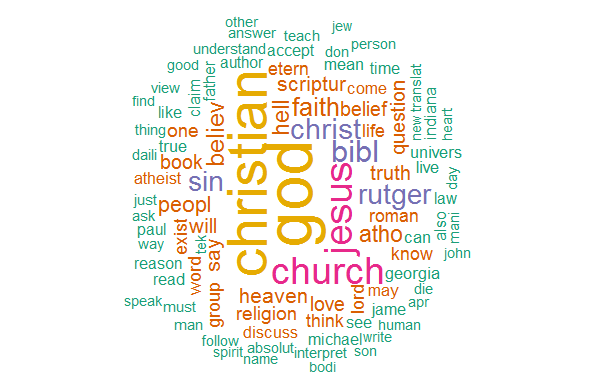 other
jew
answer
teach
understand
accept
don
person
good
author
mean
time
father
etern
view
claim
scriptur
come
find
like
believ
hell
faith
belief
question
new
translat
indiana
heart
thing
one
christian
god
christ
life
true
bibl
univers
daili
book
jesus
truth
live
day
atheist
sin
rutger
law
just
peopl
roman
also
mani
ask
will
atho
can
paul
exist
say
know
john
way
tek
church
georgia
reason
word
read
group
heaven
love
lord
may
die
speak
must
religion
think
see
jame
apr
man
discuss
michael
write
human
follow
absolut
interpret
son
spirit
name
bodi